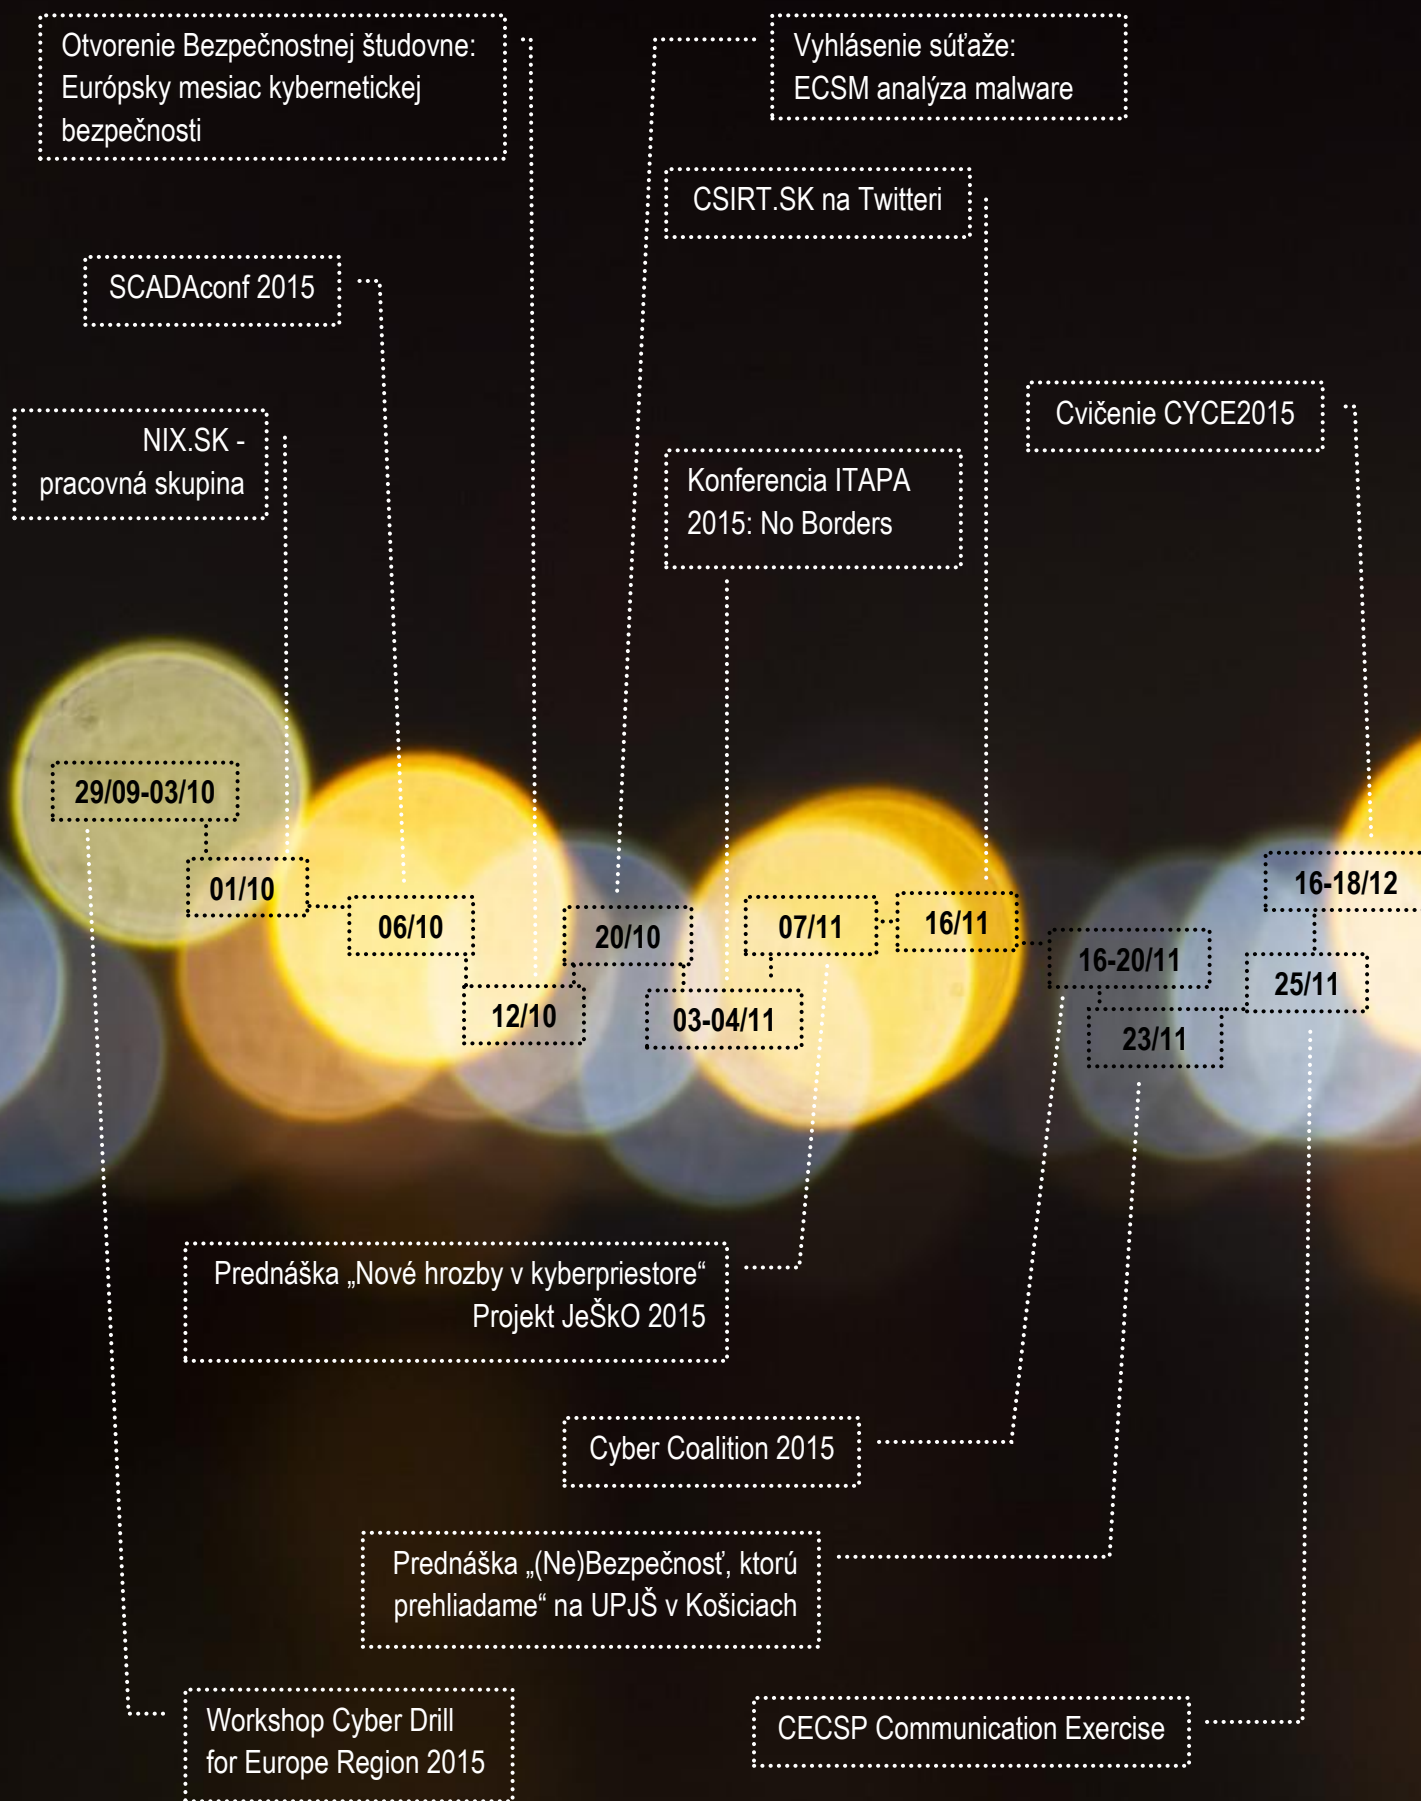 Otvorenie Bezpečnostnej študovne:
Európsky mesiac kybernetickej
bezpečnosti
Vyhlásenie súťaže:
ECSM analýza malware
CSIRT.SK na Twitteri
SCADAconf 2015
Cvičenie CYCE2015
NIX.SK -
pracovná skupina
Konferencia ITAPA
2015: No Borders
29/09-03/10
01/10
06/10
12/10
20/10
03-04/11
07/11
16/11
16-20/11
23/11
25/11
16-18/12
Prednáška „Nové hrozby v kyberpriestore“
Projekt JeŠkO 2015
Cyber Coalition 2015
Prednáška „(Ne)Bezpečnosť, ktorú
prehliadame“ na UPJŠ v Košiciach
Workshop Cyber Drill
for Europe Region 2015
CECSP Communication Exercise